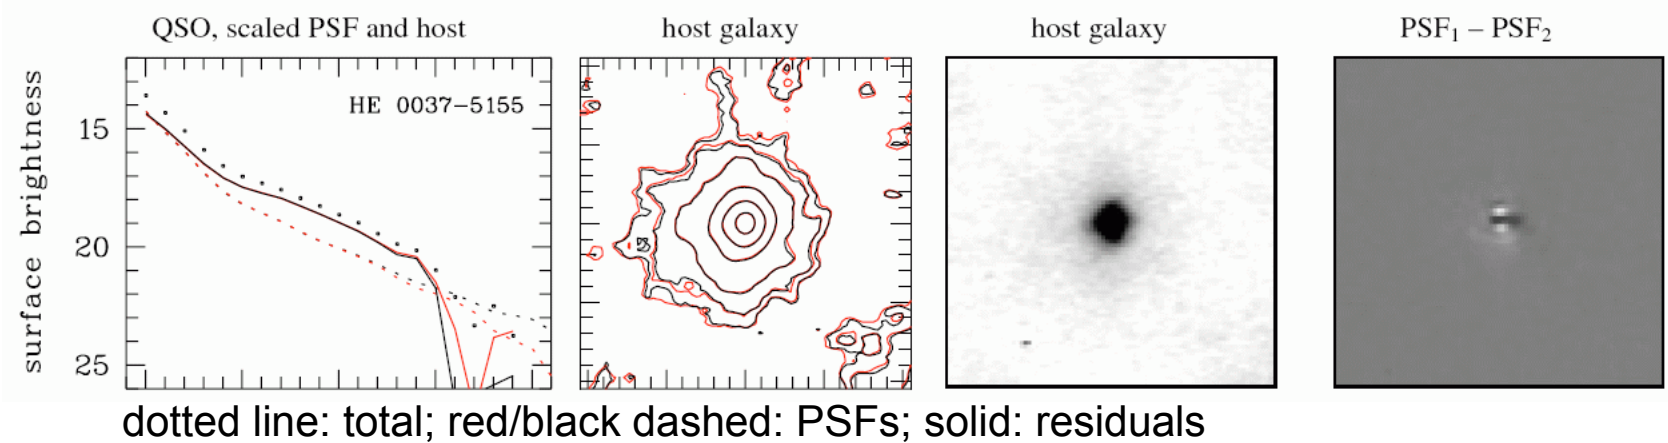 QSO, scaled PSF and host
host galaxy
host galaxy
PSF₁ – PSF₂
surface brightness
HE 0037–5155
15
20
25
dotted line: total; red/black dashed: PSFs; solid: residuals